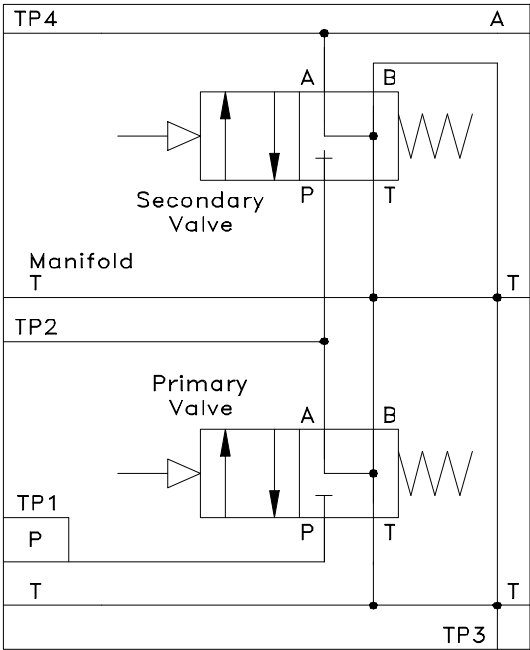 TP4 A
A B
P T
Secondary
Valve
Manifold
T T
TP2
Primary
Valve
A B
TP1
P T
P
T T
TP3